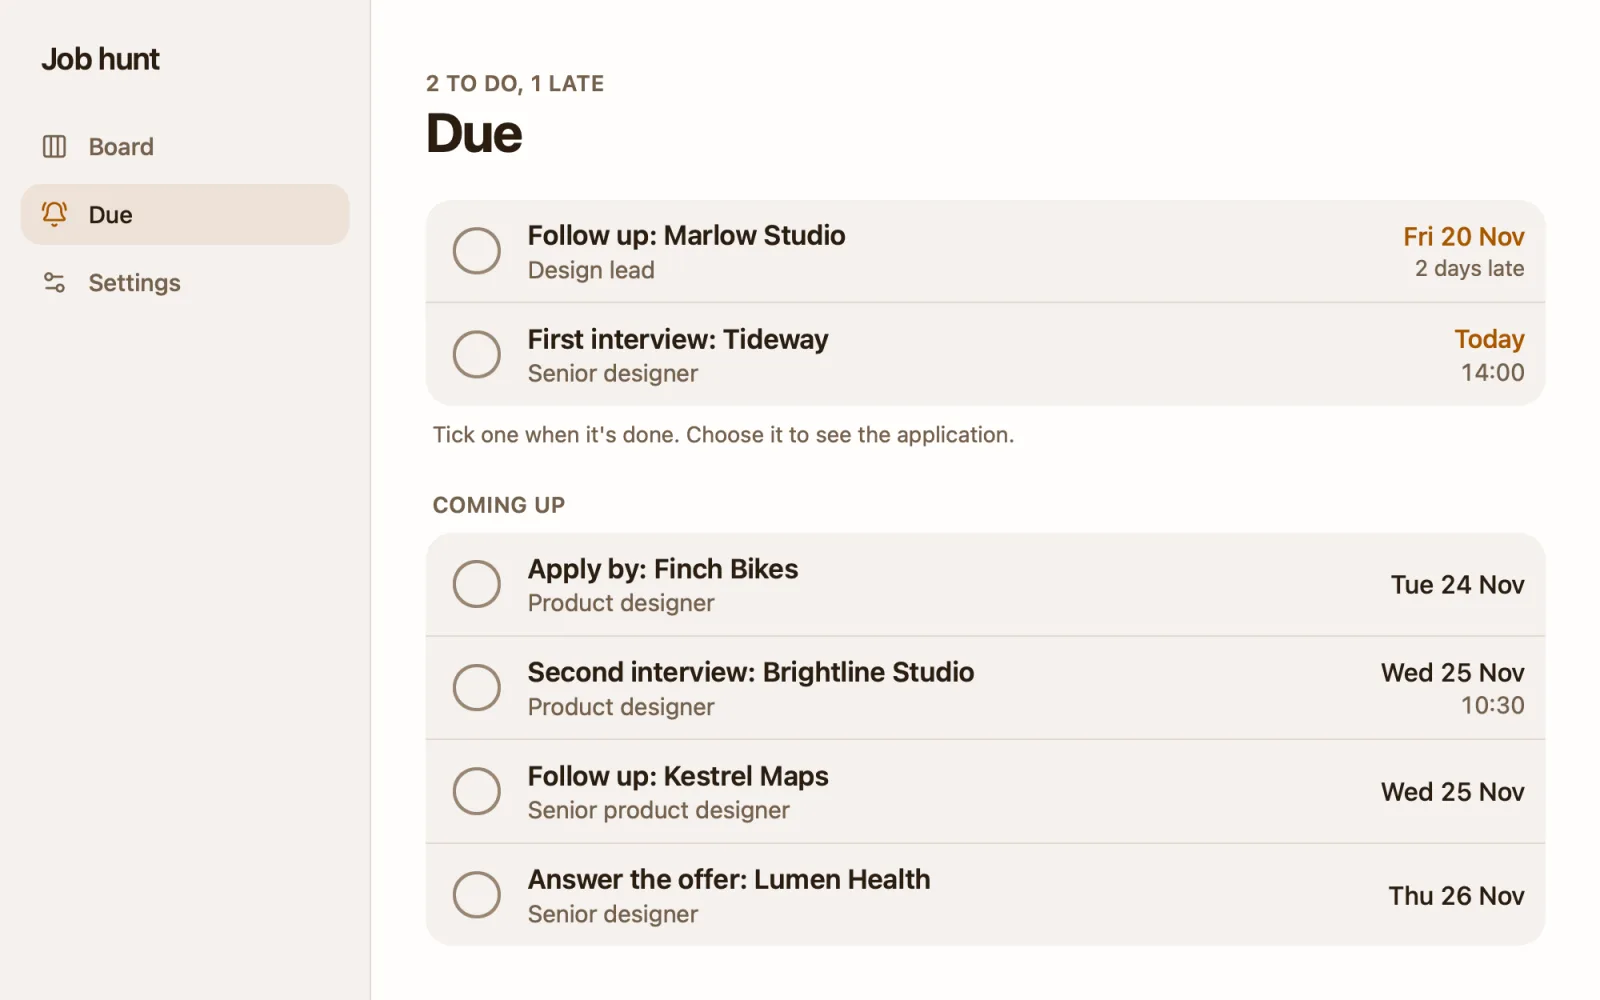 Job hunt
Board
Due
Settings
2 TO DO, 1 LATE
Due
Follow up: Marlow Studio
Design lead
Fri 20 Nov
2 days late
First interview: Tideway
Senior designer
Today
14:00
Tick one when it's done. Choose it to see the application.
COMING UP
Apply by: Finch Bikes
Product designer
Tue 24 Nov
Second interview: Brightline Studio
Product designer
Wed 25 Nov
10:30
Follow up: Kestrel Maps
Senior product designer
Wed 25 Nov
Answer the offer: Lumen Health
Senior designer
Thu 26 Nov